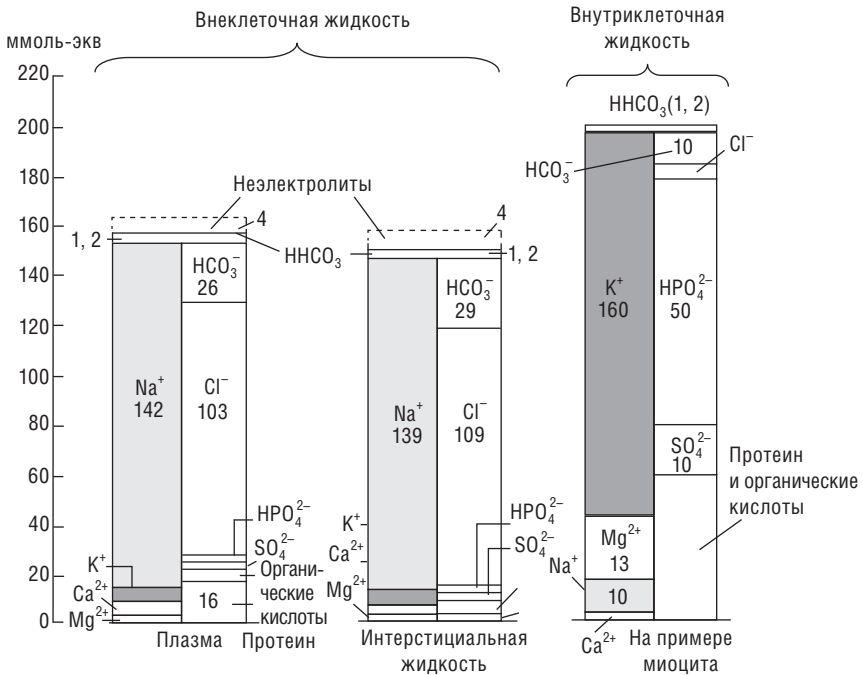 Внеклеточная жидкость
Внутриклеточная
жидкость
ммоль-экв
220
200
180
160
140
120
100
80
60
40
20
0
Неэлектролиты
4
1, 2
HHCO₃
HCO₃⁻
26
Na⁺
142
Cl⁻
103
HPO₄²⁻
SO₄²⁻
Органи-
ческие
кислоты
K⁺
Ca²⁺
Mg²⁺
16
Плазма
Протеин
4
1, 2
HCO₃⁻
29
Na⁺
139
Cl⁻
109
K⁺
Ca²⁺
Mg²⁺
HPO₄²⁻
SO₄²⁻
Интерстициальная
жидкость
HHCO₃(1, 2)
HCO₃⁻
10
Cl⁻
K⁺
160
HPO₄²⁻
50
SO₄²⁻
10
Протеин
и органические
кислоты
Mg²⁺
13
Na⁺
10
Ca²⁺
На примере
миоцита